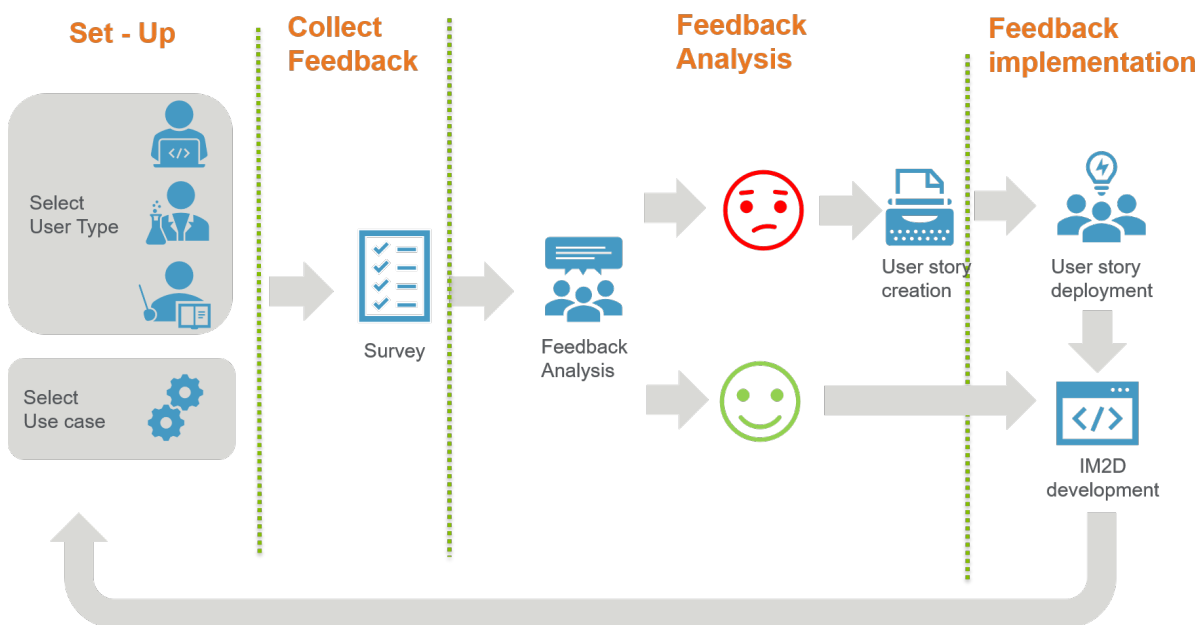 Set - Up
Collect
Feedback
Feedback
Analysis
Feedback
implementation
Select
User Type
</>
Select
Use case
Survey
Feedback
Analysis
User story
creation
User story
deployment
</>
IM2D
development